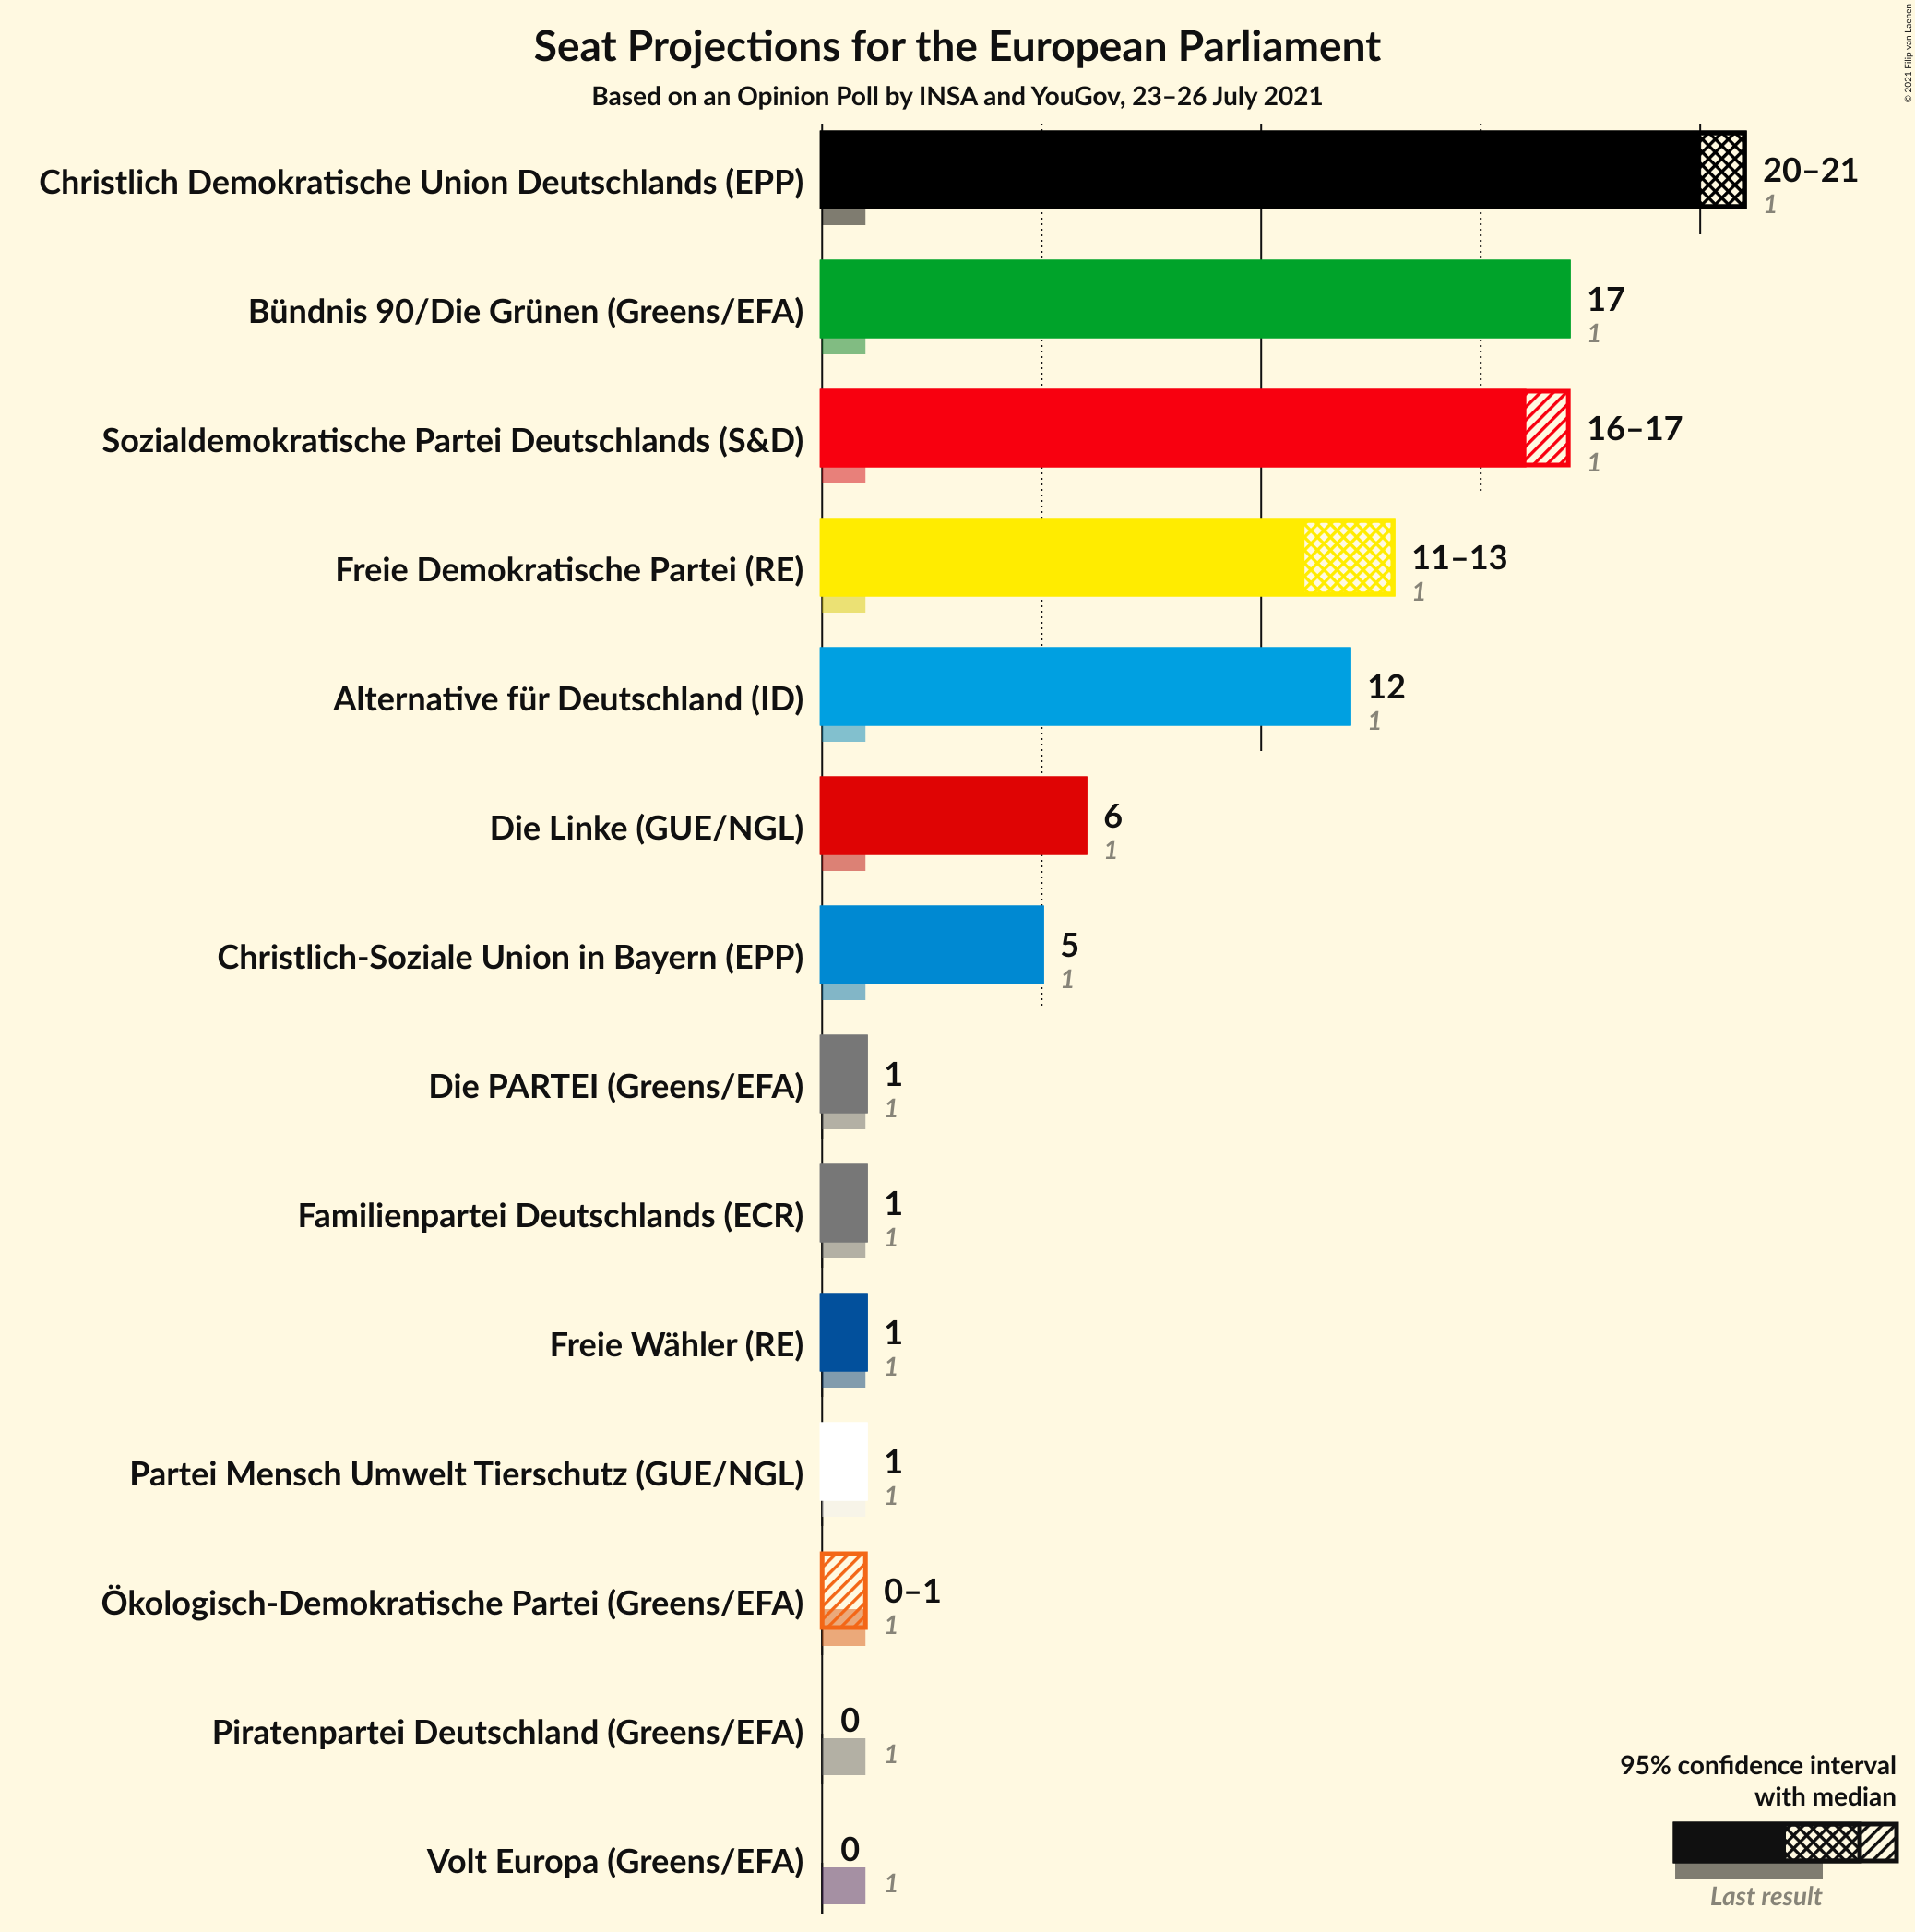 Seat Projections for the European Parliament
Based on an Opinion Poll by INSA and YouGov, 23–26 July 2021
© 2021 Filip van Laenen
Christlich Demokratische Union Deutschlands (EPP)
20–21
1
Bündnis 90/Die Grünen (Greens/EFA)
17
1
Sozialdemokratische Partei Deutschlands (S&D)
16–17
1
Freie Demokratische Partei (RE)
11–13
1
Alternative für Deutschland (ID)
12
1
Die Linke (GUE/NGL)
6
1
Christlich-Soziale Union in Bayern (EPP)
5
1
Die PARTEI (Greens/EFA)
1
1
Familienpartei Deutschlands (ECR)
1
1
Freie Wähler (RE)
1
1
Partei Mensch Umwelt Tierschutz (GUE/NGL)
1
1
Ökologisch-Demokratische Partei (Greens/EFA)
0–1
1
Piratenpartei Deutschland (Greens/EFA)
0
1
Volt Europa (Greens/EFA)
0
1
95% confidence interval
with median
Last result